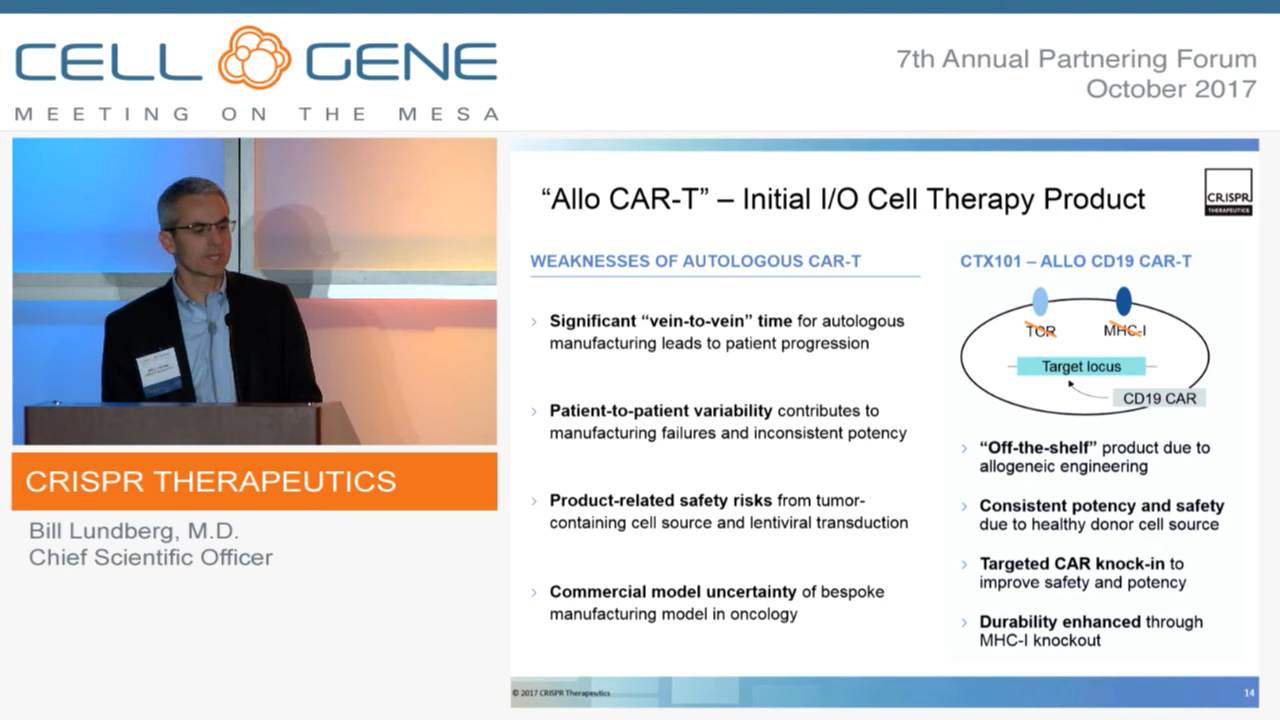 CELL GENE
MEETING ON THE MESA
7th Annual Partnering Forum
October 2017
CELL GENE
CRISPR THERAPEUTICS
Bill Lundberg, M.D.
Chief Scientific Officer
“Allo CAR-T” – Initial I/O Cell Therapy Product
CRISPR
THERAPEUTICS
WEAKNESSES OF AUTOLOGOUS CAR-T
› Significant “vein-to-vein” time for autologous
manufacturing leads to patient progression
› Patient-to-patient variability contributes to
manufacturing failures and inconsistent potency
› Product-related safety risks from tumor-
containing cell source and lentiviral transduction
› Commercial model uncertainty of bespoke
manufacturing model in oncology
CTX101 – ALLO CD19 CAR-T
TCR
MHC-I
Target locus
CD19 CAR
› “Off-the-shelf” product due to
allogeneic engineering
› Consistent potency and safety
due to healthy donor cell source
› Targeted CAR knock-in to
improve safety and potency
› Durability enhanced through
MHC-I knockout
© 2017 CRISPR Therapeutics
14